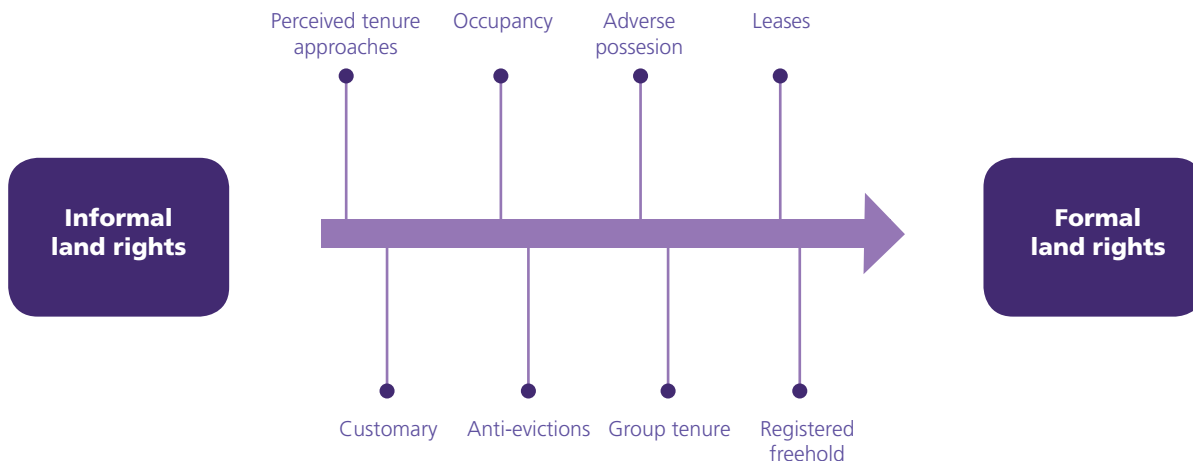 Perceived tenure
approaches
Occupancy
Adverse
possesion
Leases
Informal
land rights
Formal
land rights
Customary
Anti-evictions
Group tenure
Registered
freehold